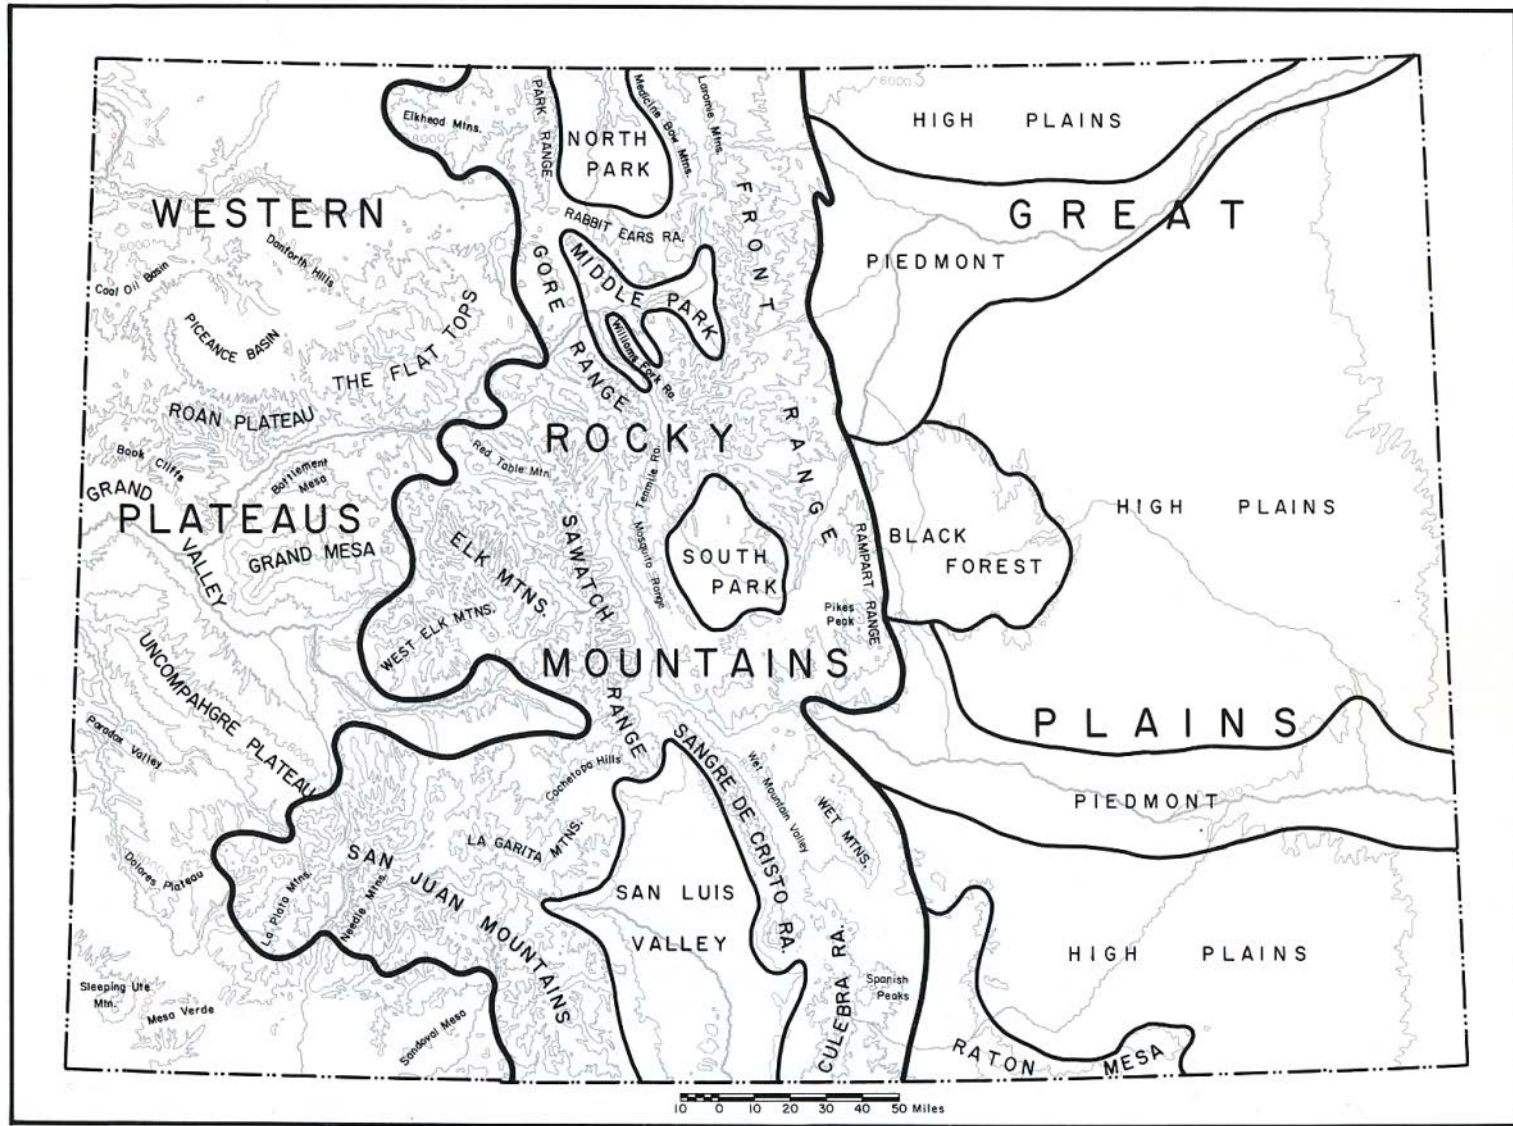 6000
HIGH PLAINS
Elkhead Mtns.
8000
PARK RANGE
NORTH
PARK
Medicine Bow Mtns.
Laramie Mtns.
WESTERN
GREAT
RABBIT EARS RA.
FRONT
RANGE
Danforth Hills
Coal Oil Basin
GORE
RANGE
MIDDLE PARK
PIEDMONT
PICEANCE BASIN
THE FLAT TOPS
Williams Fork Ra.
ROAN PLATEAU
ROCKY
Book Cliffs
Battlement
Mesa
Red Table Mtn.
Tenmile Ra.
GRAND
VALLEY
PLATEAUS
GRAND MESA
ELK MTNS.
SAWATCH
RANGE
Mosquito Range
SOUTH
PARK
RAMPART RANGE
BLACK
FOREST
HIGH PLAINS
WEST ELK MTNS.
Pikes
Peak
MOUNTAINS
UNCOMPAHGRE PLATEAU
Paradox Valley
PLAINS
Cochetopa Hills
SANGRE DE CRISTO RA.
Wet Mountain Valley
WET MTNS.
PIEDMONT
LA GARITA MTNS.
Dolores Plateau
La Plata Mtns.
Needle Mtns.
SAN JUAN MOUNTAINS
SAN LUIS
VALLEY
CULEBRA RA.
Spanish
Peaks
HIGH PLAINS
Sleeping Ute
Mtn.
Mesa Verde
Sandoval Mesa
RATON MESA
10 0 10 20 30 40 50 Miles